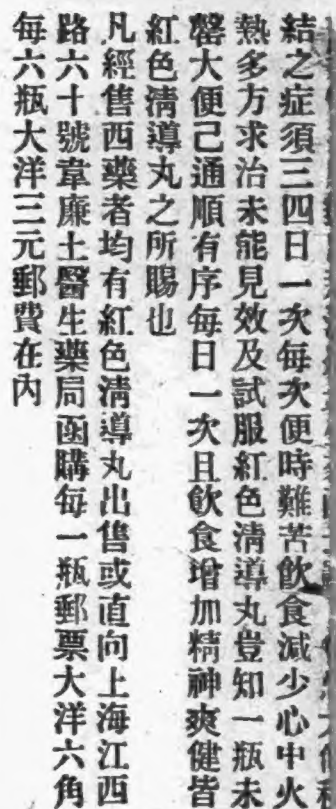 結之症須三四日一次每次便時難苦飲食減少心中火
熱多方求治未能見效及試服紅色清導丸豈知一瓶未
罄大便已通順有序每日一次且飲食增加精神爽健皆
紅色清導丸之所賜也
凡經售西藥者均有紅色清導丸出售或直向上海江西
路六十號韋廉士醫生藥局函購每一瓶郵票大洋六角
每六瓶大洋三元郵費在內